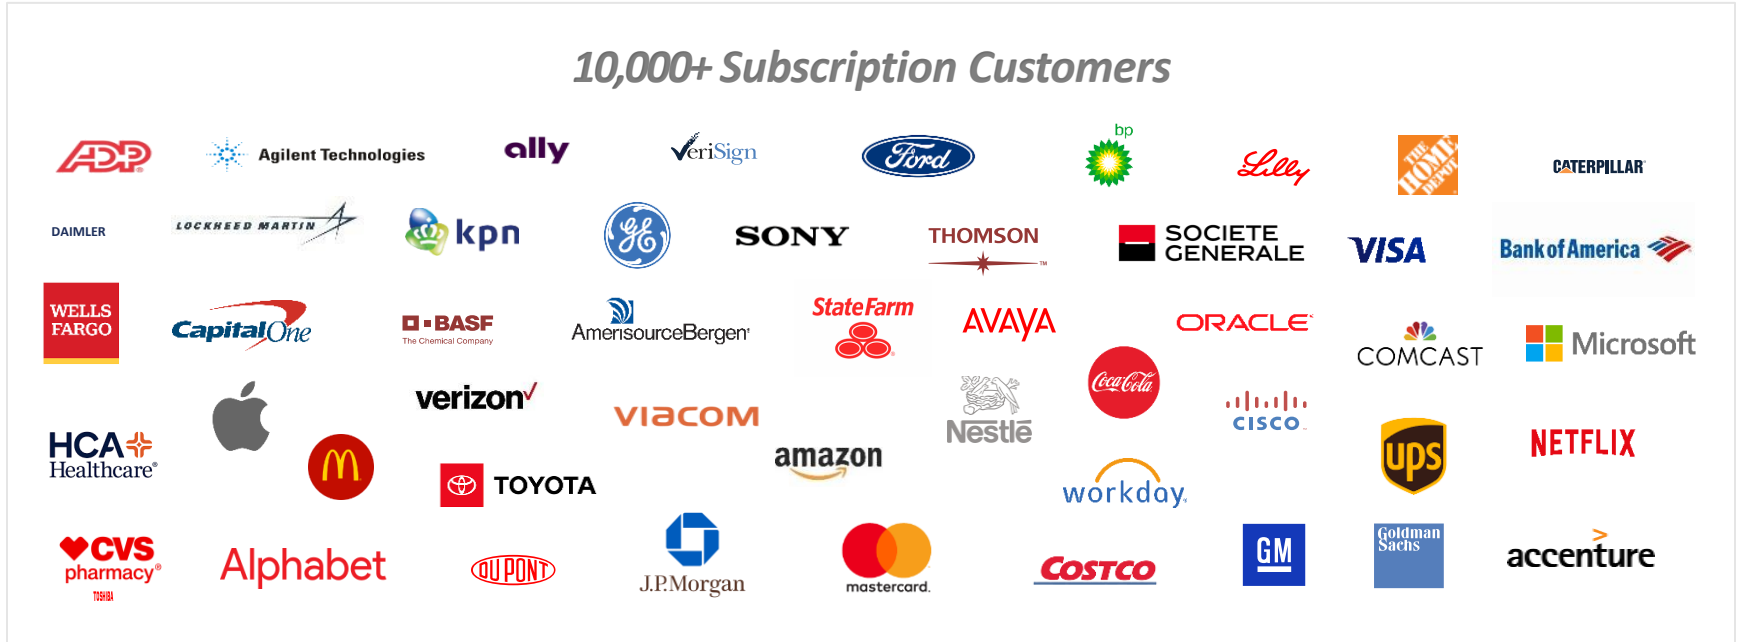 10,000+ Subscription Customers
ADP
Agilent Technologies
ally
VeriSign
Ford
bp
Lilly
THE HOME DEPOT
CATERPILLAR
DAIMLER
LOCKHEED MARTIN
kpn
GE
SONY
THOMSON
TM
SOCIETE
GENERALE
VISA
Bank of America
WELLS
FARGO
CapitalOne
BASF
The Chemical Company
AmerisourceBergen
State Farm
AVAYA
ORACLE
COMCAST
Microsoft
verizon
VIACOM
Nestlé
Coca-Cola
CISCO
HCA
Healthcare®
M
TOYOTA
amazon
workday
ups
NETFLIX
CVS
pharmacy®
TOSHIBA
Alphabet
DU PONT
J.P.Morgan
mastercard.
COSTCO
GM
Goldman
Sachs
accenture